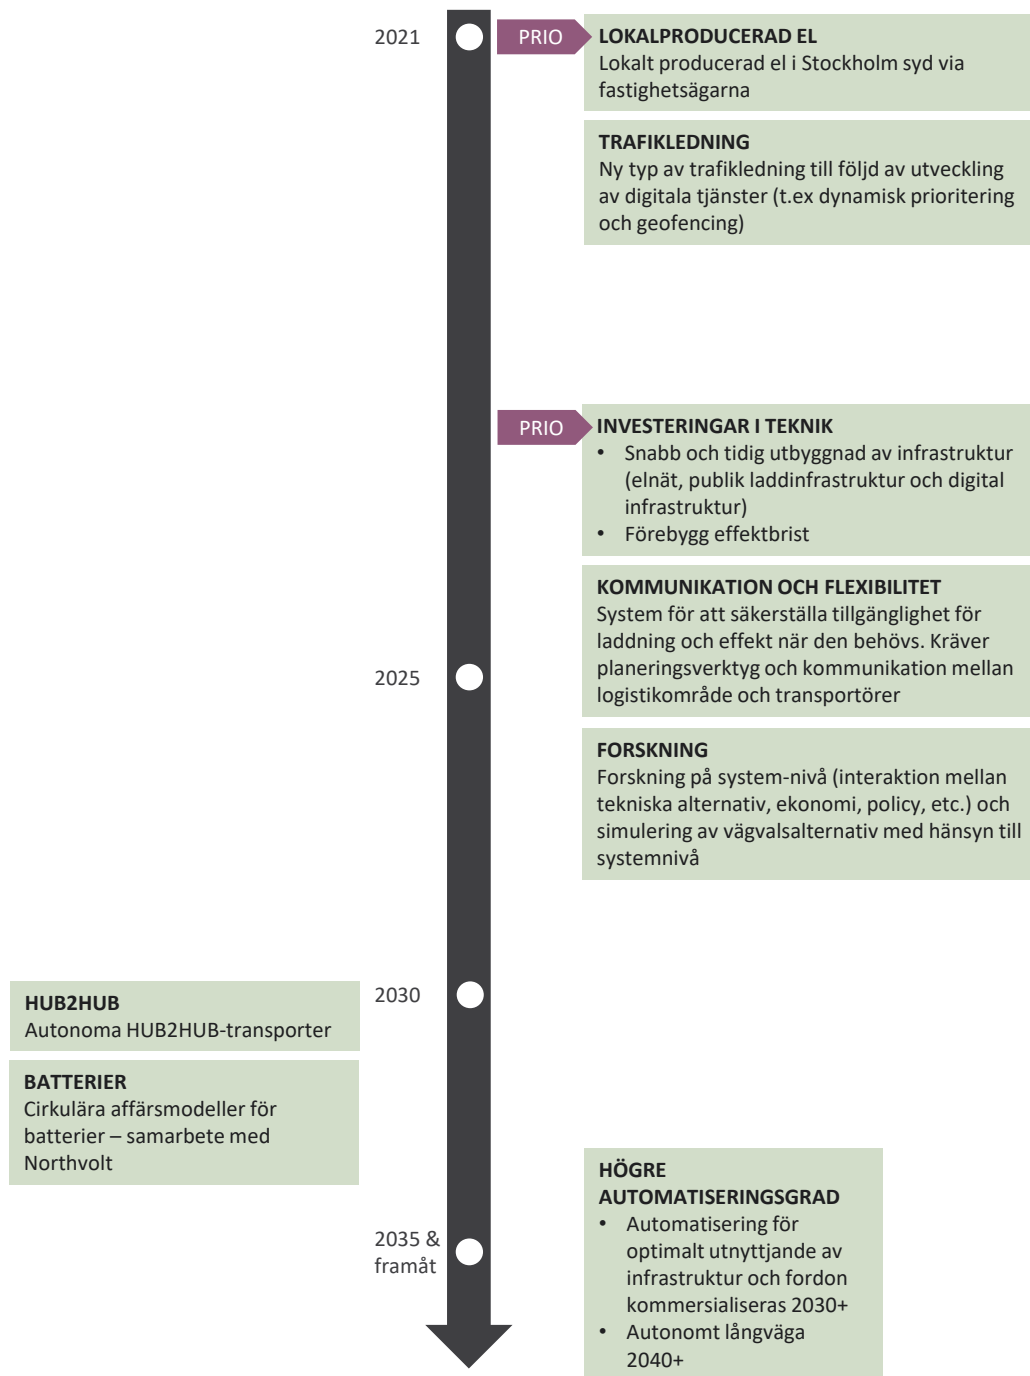 2021
PRIO
LOKALPRODUCERAD EL
Lokalt producerad el i Stockholm syd via
fastighetsägarna
TRAFIKLEDNING
Ny typ av trafikledning till följd av utveckling
av digitala tjänster (t.ex dynamisk prioritering
och geofencing)
PRIO
INVESTERINGAR I TEKNIK
• Snabb och tidig utbyggnad av infrastruktur
(elnät, publik laddinfrastruktur och digital
infrastruktur)
• Förebygg effektbrist
KOMMUNIKATION OCH FLEXIBILITET
System för att säkerställa tillgänglighet för
laddning och effekt när den behövs. Kräver
planeringsverktyg och kommunikation mellan
logistikområde och transportörer
2025
FORSKNING
Forskning på system-nivå (interaktion mellan
tekniska alternativ, ekonomi, policy, etc.) och
simulering av vägvalsalternativ med hänsyn till
systemnivå
2030
HUB2HUB
Autonoma HUB2HUB-transporter
BATTERIER
Cirkulära affärsmodeller för
batterier – samarbete med
Northvolt
2035 &
framåt
HÖGRE
AUTOMATISERINGSGRAD
• Automatisering för
optimalt utnyttjande av
infrastruktur och fordon
kommersialiseras 2030+
• Autonomt långväga
2040+